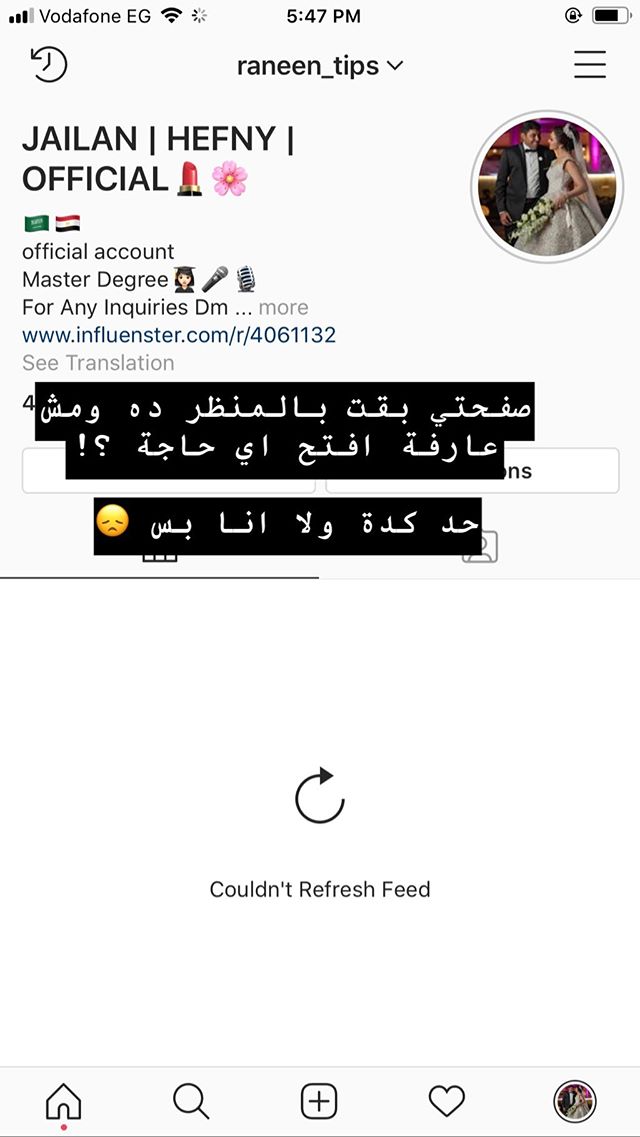 Vodafone EG 5:47 PM
raneen_tips
JAILAN | HEFNY |
OFFICIAL💄🌸
🇸🇦🇪🇬
official account
Master Degree👩🏻‍🎓🎤🎙
For Any Inquiries Dm ... more
www.influenster.com/r/4061132
See Translation
4
صفحتي بقت بالمنظر ده ومش
عارفة افتح اي حاجة ؟!
ons
حد كدة ولا انا بس 😞
Couldn't Refresh Feed